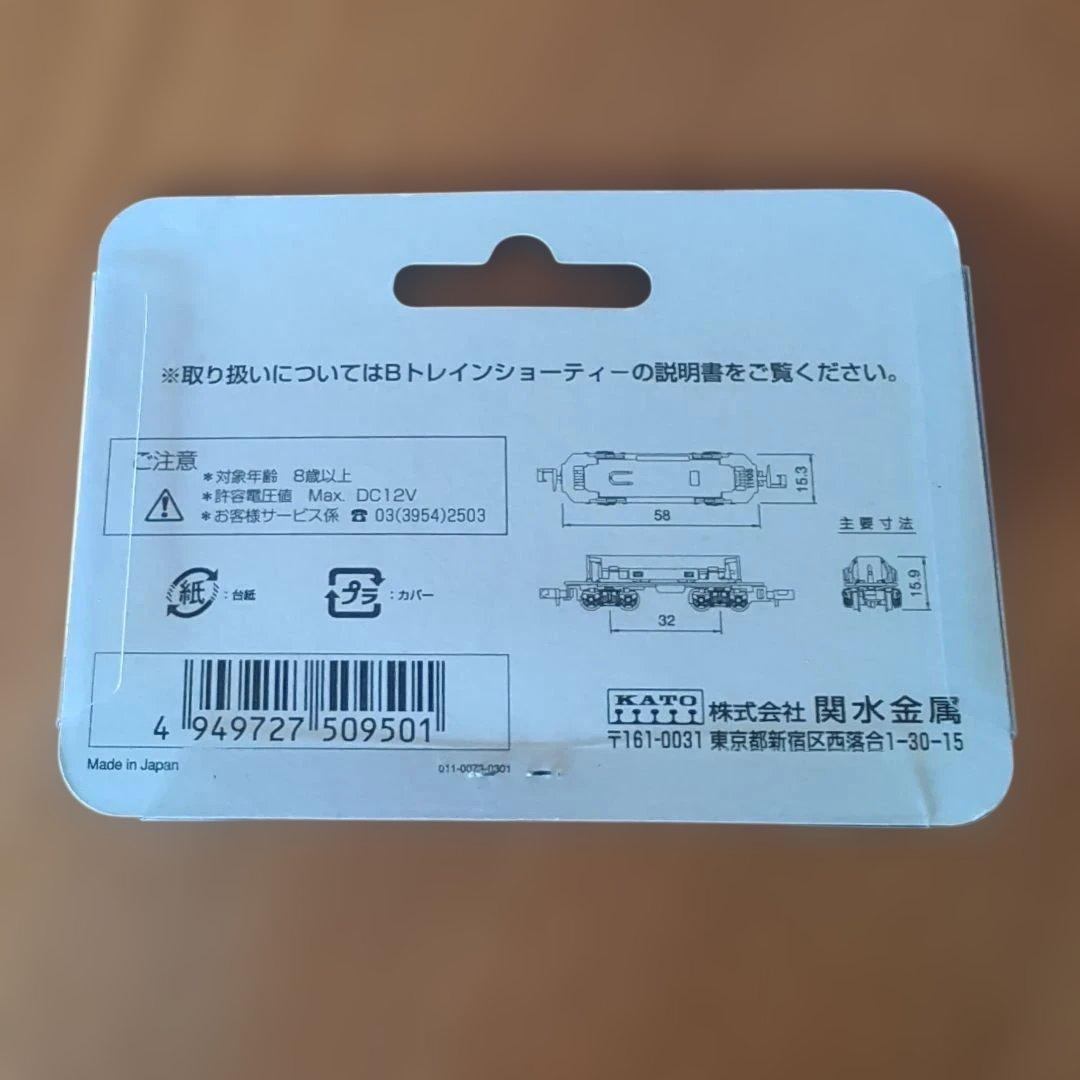 ※取り扱いについてはBトレインショーティーの説明書をご覧ください。
ご注意
*対象年齢 8歳以上
*許容電圧値 Max. DC12V
*お客様サービス係 ☎ 03(3954)2503
紙 : 台紙
プラ : カバー
15.3
58
主要寸法
15.9
32
4 949727 509501
KATO 株式会社 関水金属
〒161-0031 東京都新宿区西落合1-30-15
Made in Japan